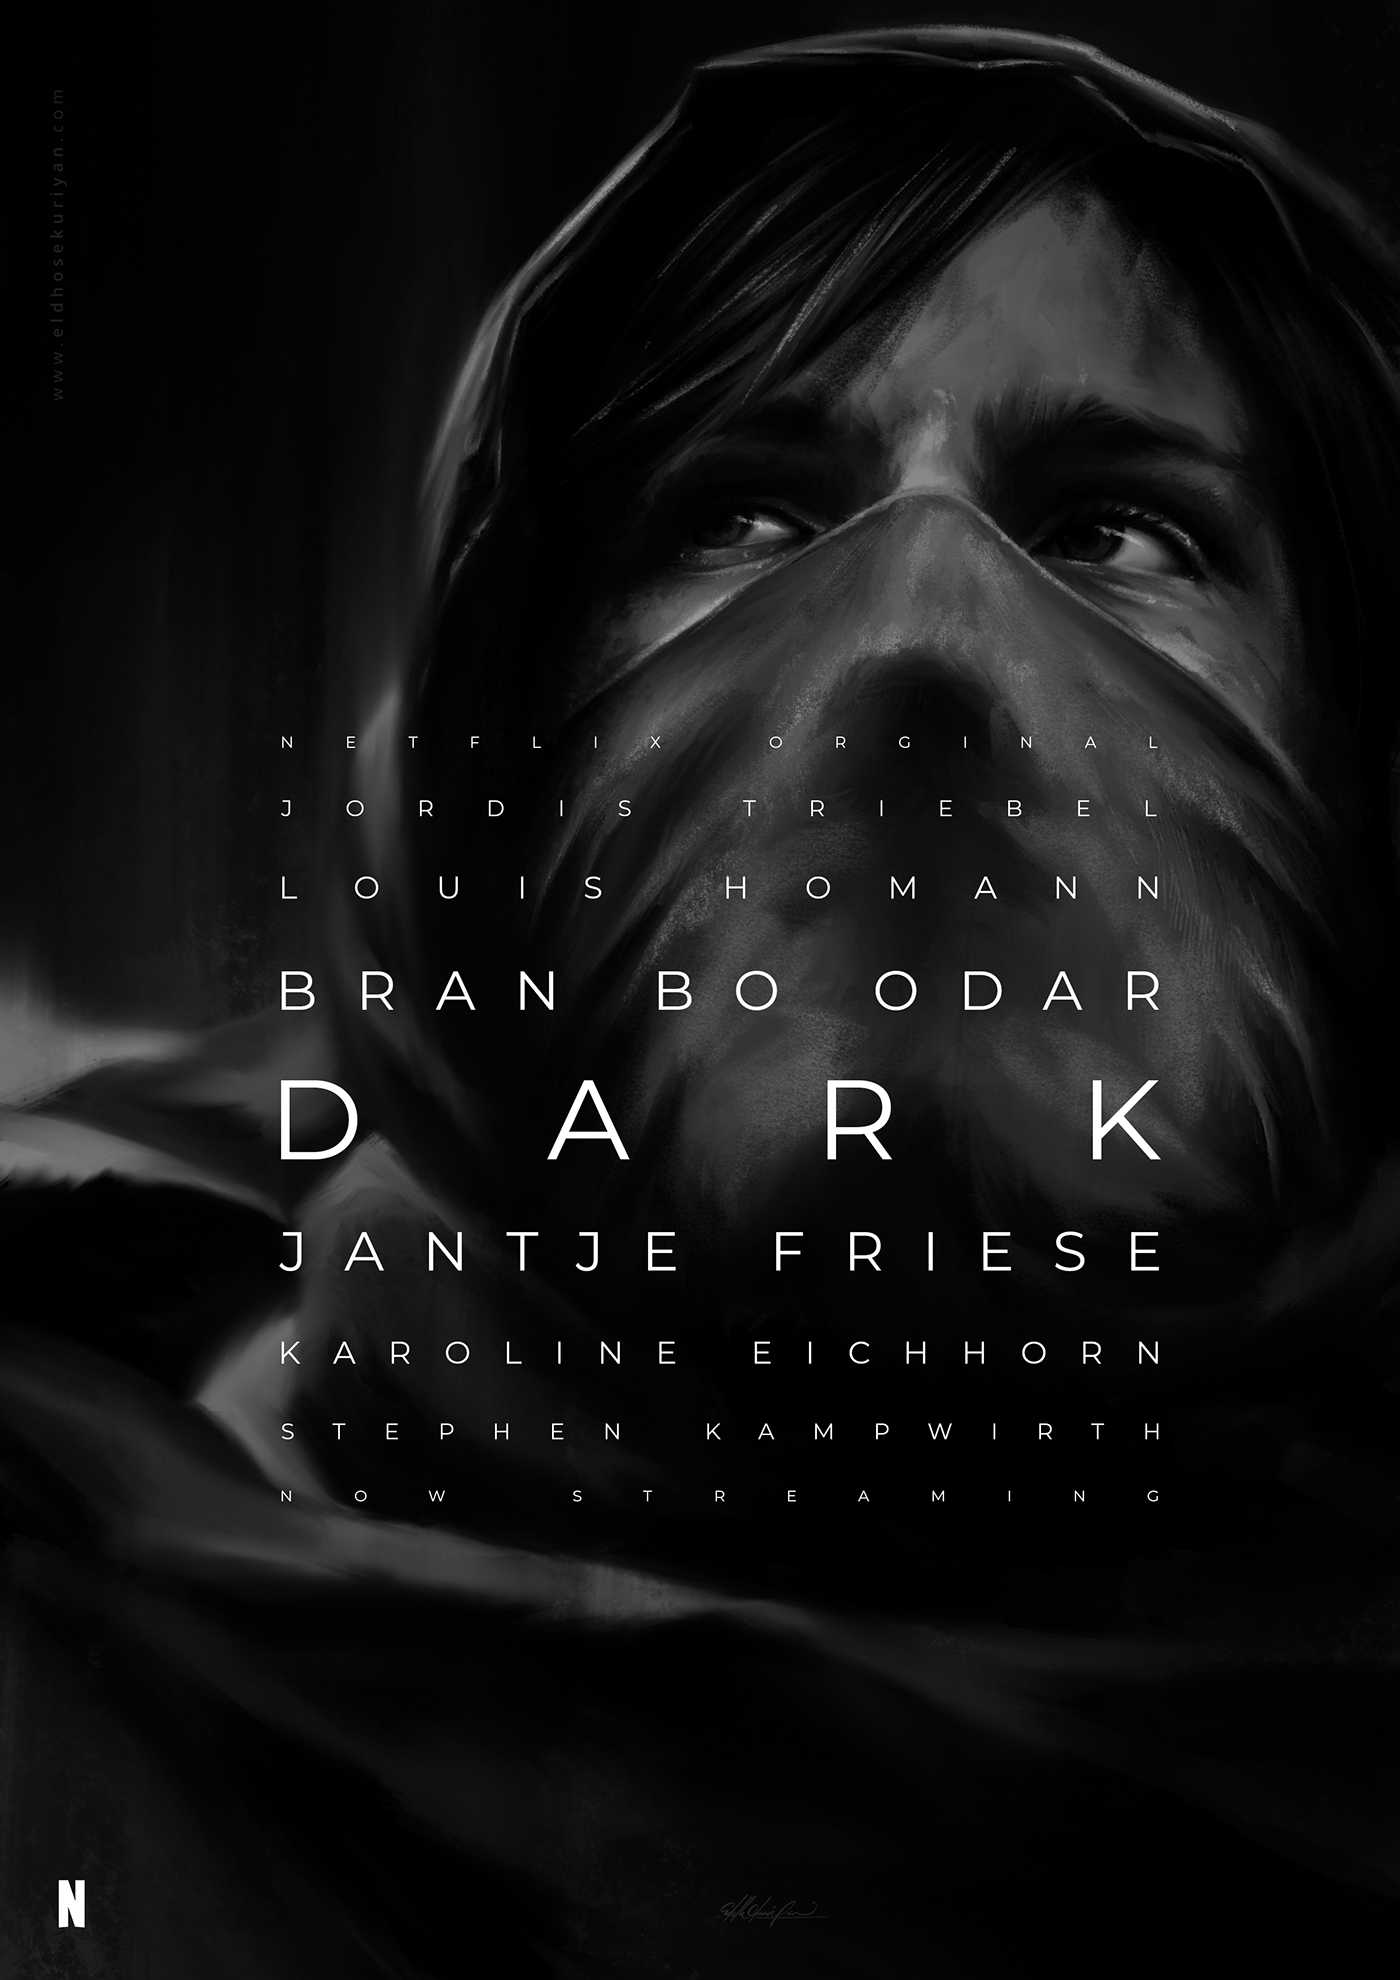 www.eldhosekuriyan.com
NETFLIX ORGINAL
JORDIS TRIEBEL
LOUIS HOMANN
BRAN BO ODAR
DARK
JANTJE FRIESE
KAROLINE EICHHORN
STEPHEN KAMPWIRTH
NOW STREAMING
N